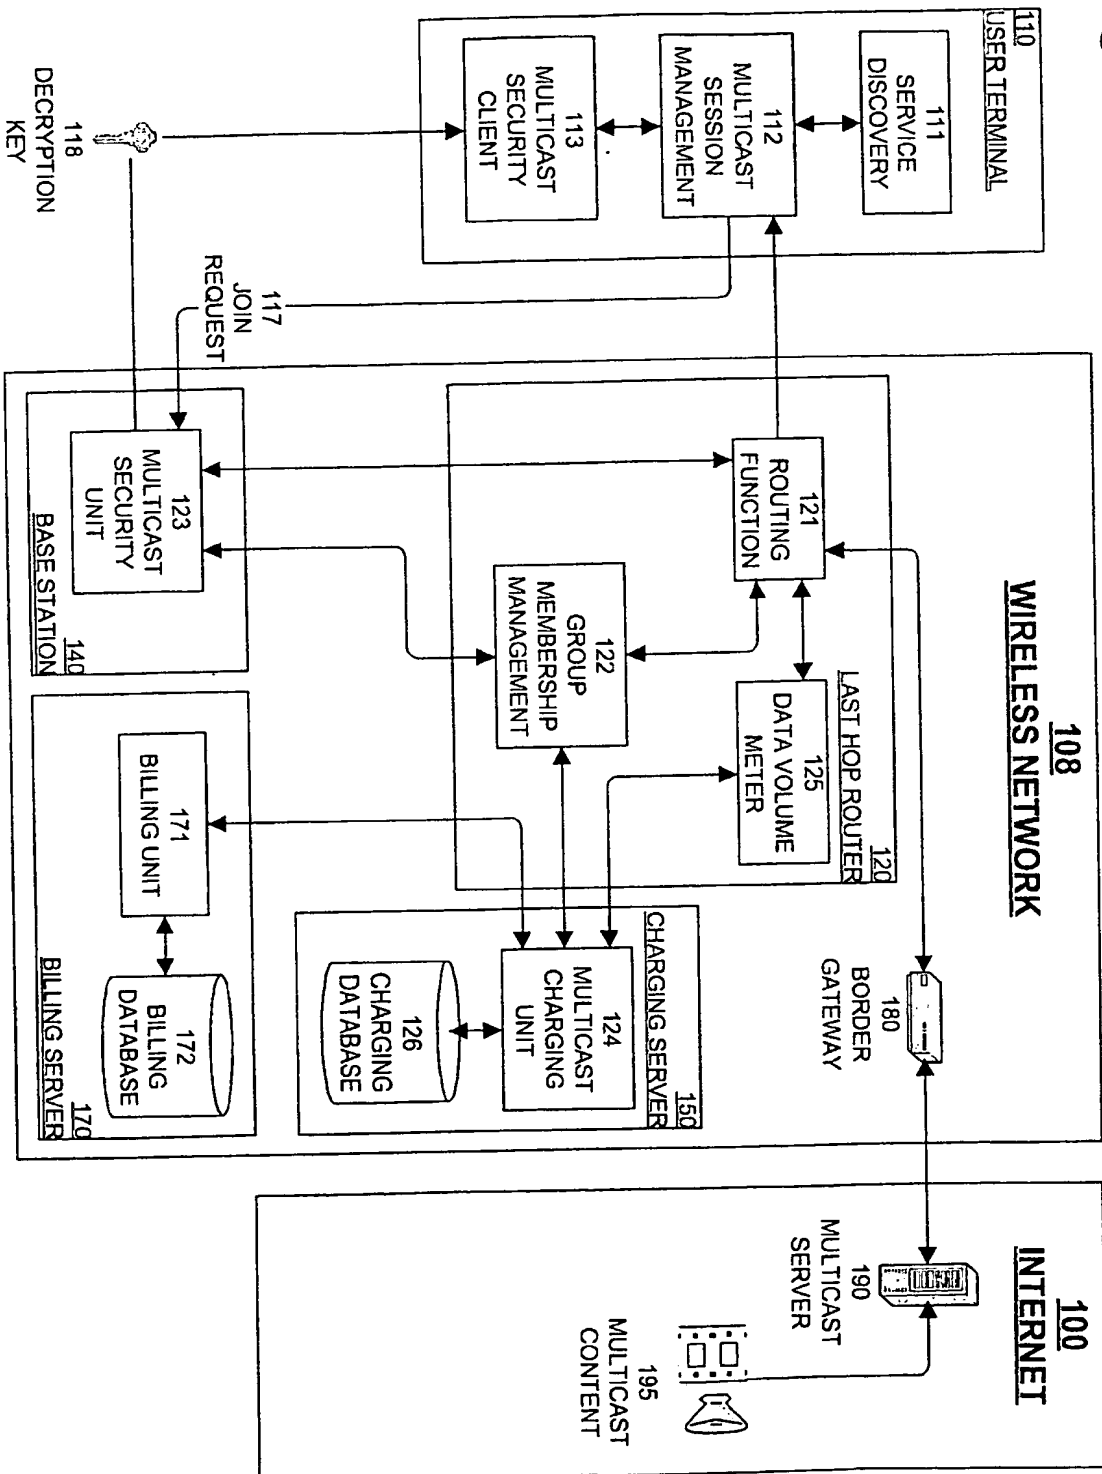 110
USER TERMINAL
111
SERVICE
DISCOVERY
112
MULTICAST
SESSION
MANAGEMENT
113
MULTICAST
SECURITY
CLIENT
118
DECRYPTION
KEY
117
JOIN
REQUEST
108
WIRELESS NETWORK
LAST HOP ROUTER
120
121
ROUTING
FUNCTION
125
DATA VOLUME
METER
122
GROUP
MEMBERSHIP
MANAGEMENT
123
MULTICAST
SECURITY
UNIT
BASE STATION
140
CHARGING SERVER
150
124
MULTICAST
CHARGING
UNIT
126
CHARGING
DATABASE
171
BILLING UNIT
172
BILLING
DATABASE
BILLING SERVER
170
180
BORDER
GATEWAY
100
INTERNET
190
MULTICAST
SERVER
195
MULTICAST
CONTENT